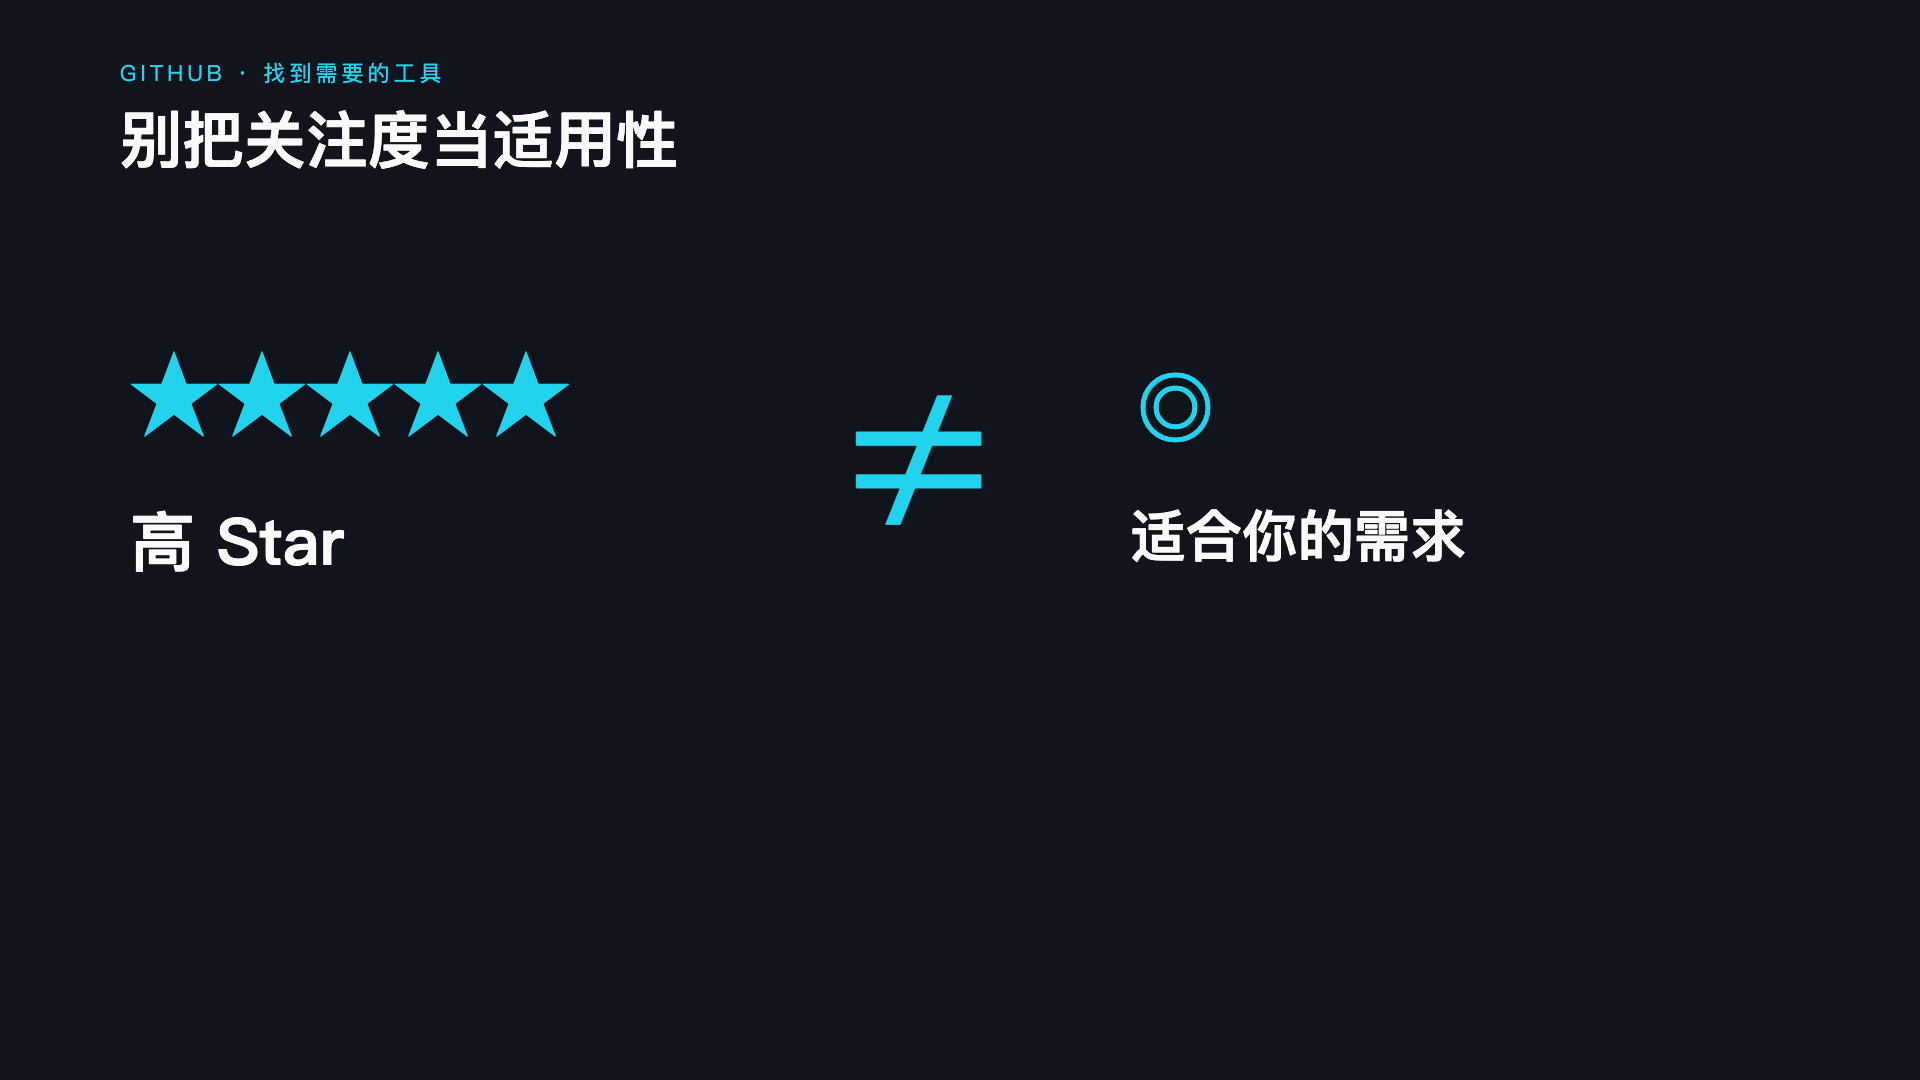 GITHUB · 找到需要的工具
别把关注度当适用性
★★★★★
≠
◎
高 Star
适合你的需求